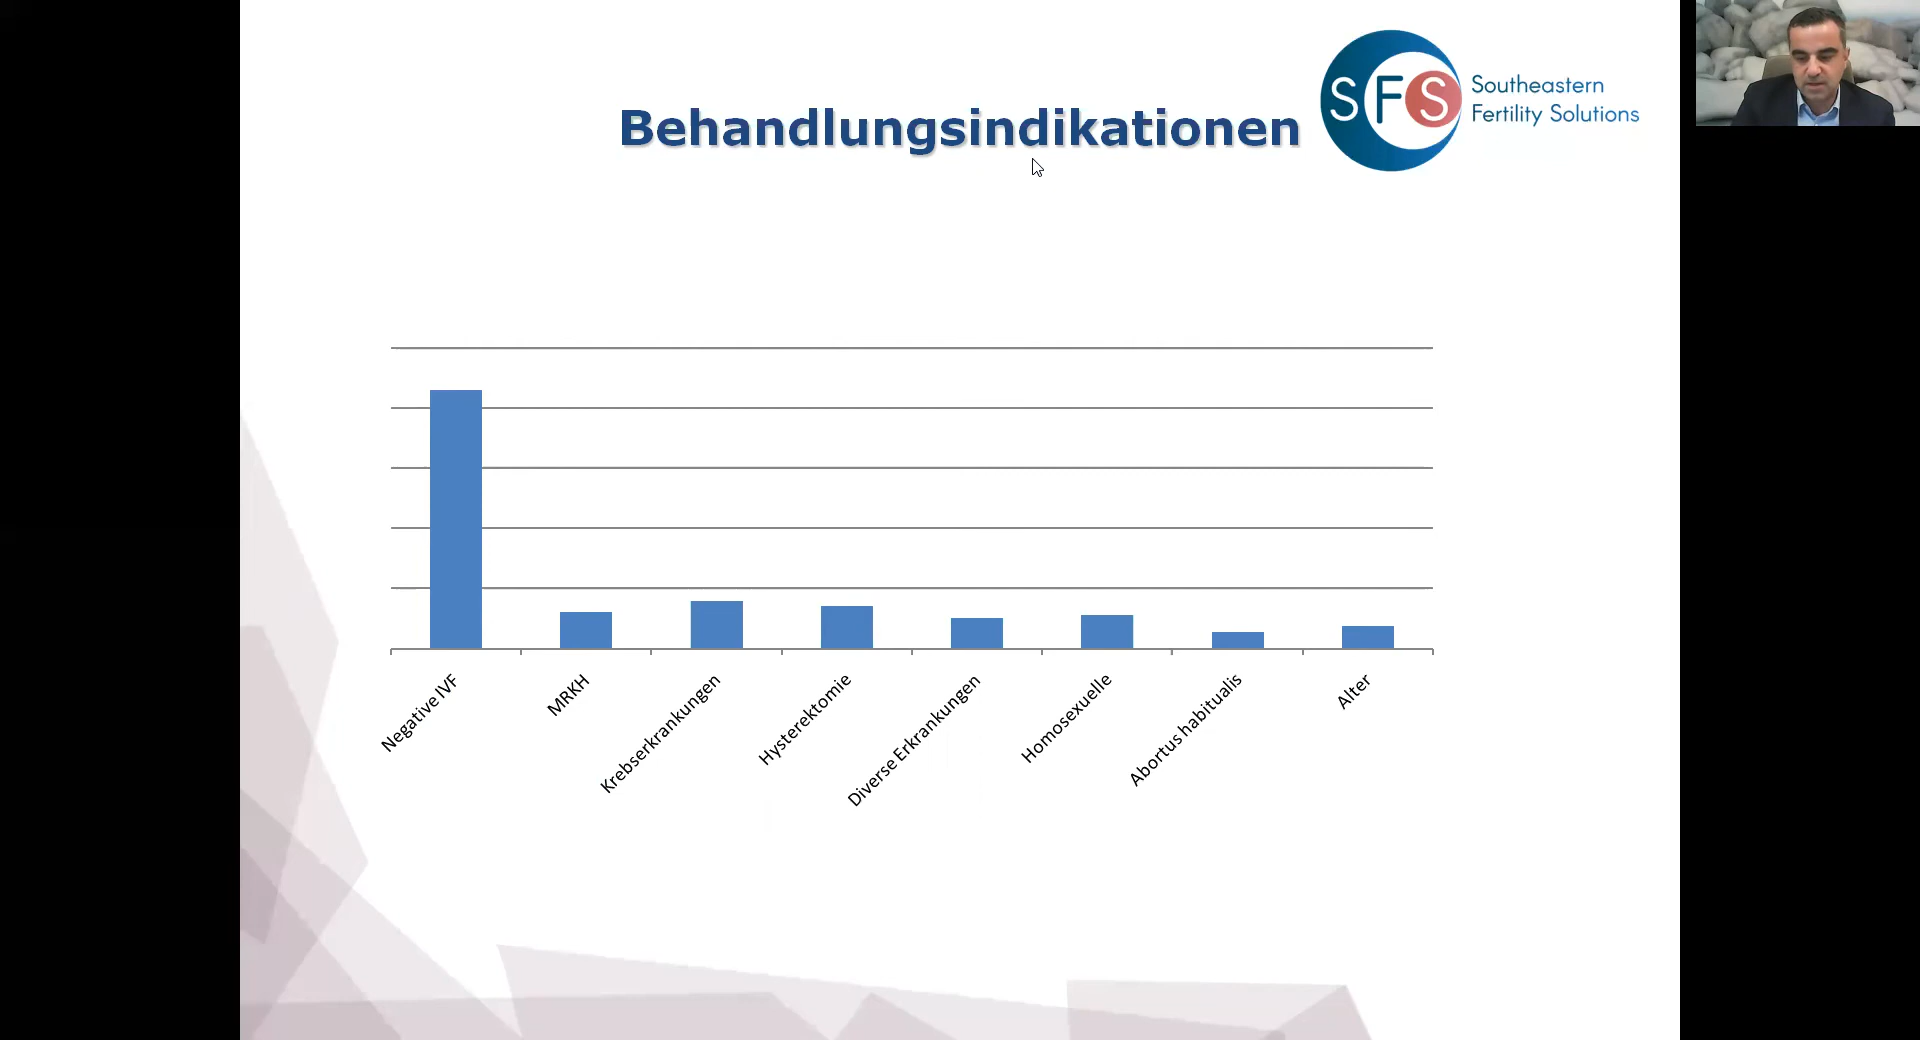 Behandlungsindikationen
SFS
Southeastern
Fertility Solutions
Negative IVF
MRKH
Krebserkrankungen
Hysterektomie
Diverse Erkrankungen
Homosexuelle
Abortus habitualis
Alter